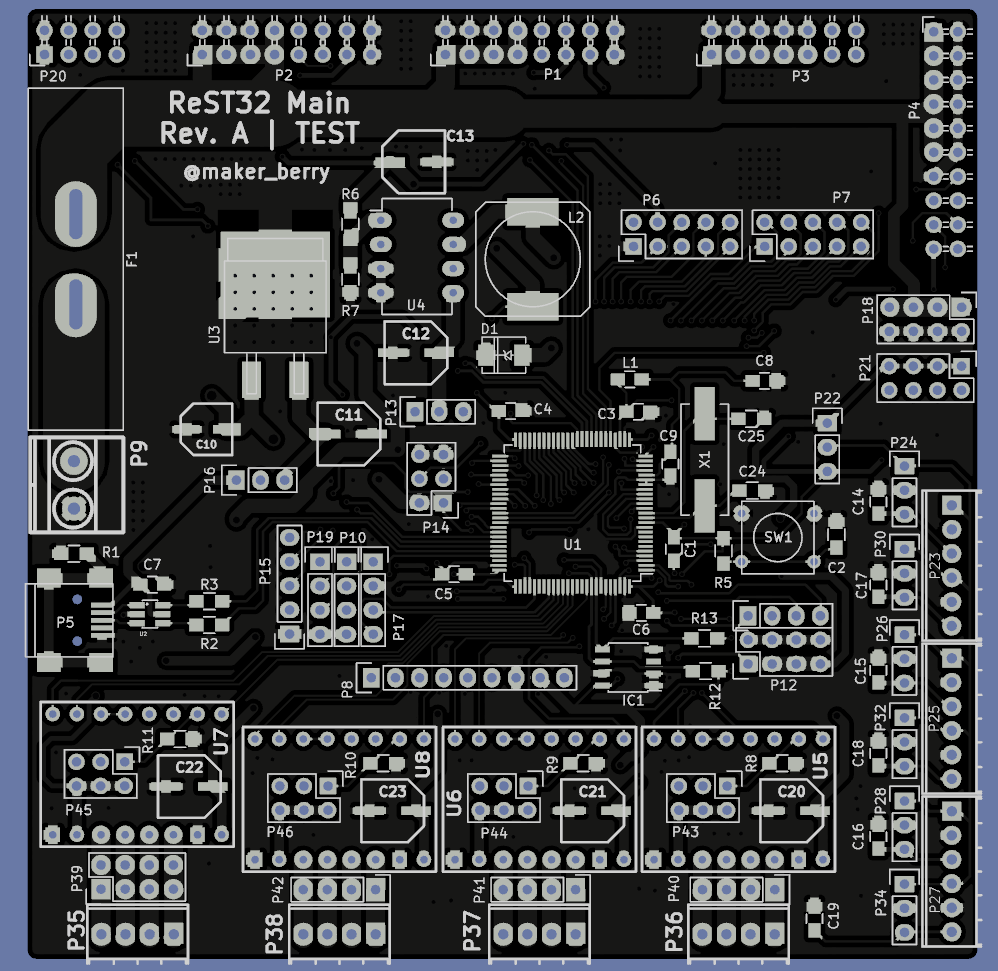 P20
P2
P1
P3
P4
ReST32 Main
Rev. A | TEST
@maker_berry
C13
R6
L2
P6
P7
F1
U3
R7
U4
P18
C12
D1
P21
L1
C8
C10
C11
P13
C4
C3
C25
P22
P9
P16
C9
X1
P24
P14
C24
C14
U1
SW1
P30
P23
R1
P19
P10
P15
C1
R5
C2
C7
R3
C5
C17
P5
U2
R2
P17
C6
R13
P26
P8
IC1
R12
P12
C15
P25
P32
R11
U7
C22
P45
R10
U8
C23
P46
R9
U6
C21
P44
R8
U5
C20
P43
C18
P28
C16
P39
P42
P41
P40
P34
P27
C19
P35
P38
P37
P36